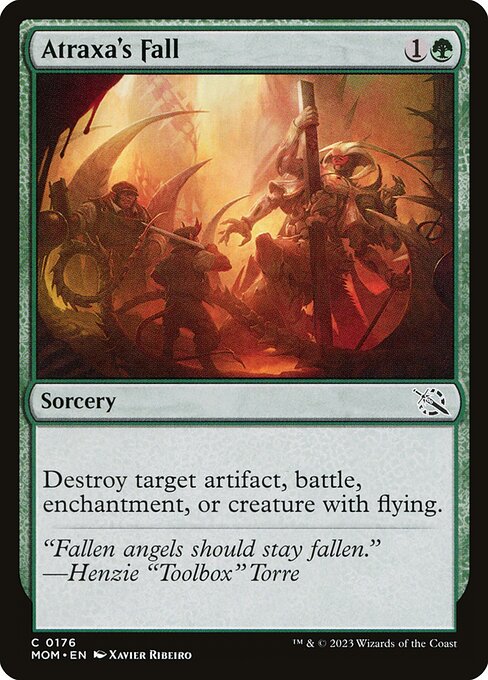 Atraxa's Fall 1
Sorcery
Destroy target artifact, battle,
enchantment, or creature with flying.
“Fallen angels should stay fallen.”
—Henzie “Toolbox” Torre
C 0176
MOM • EN Xavier Ribeiro
™ & © 2023 Wizards of the Coast